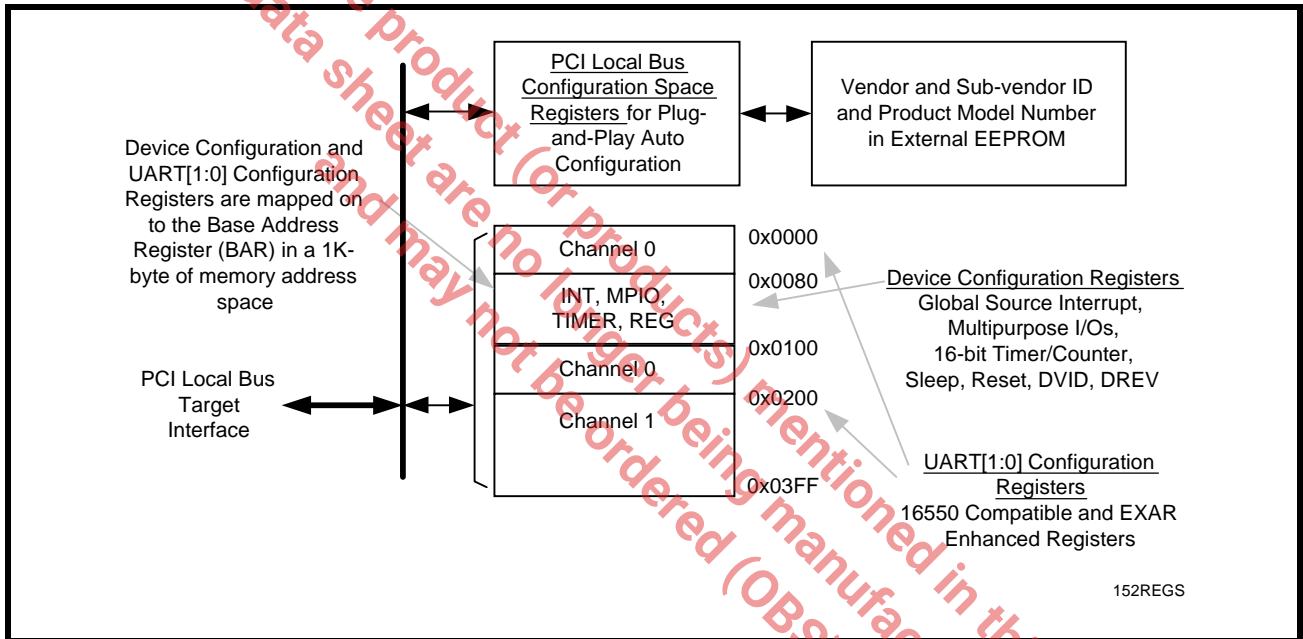 PCI Local Bus
Configuration Space
Registers for Plug-
and-Play Auto
Configuration
Vendor and Sub-vendor ID
and Product Model Number
in External EEPROM
Device Configuration and
UART[1:0] Configuration
Registers are mapped on
to the Base Address
Register (BAR) in a 1K-
byte of memory address
space
Channel 0
0x0000
0x0080
INT, MPIO,
TIMER, REG
0x0100
Channel 0
0x0200
Channel 1
0x03FF
Device Configuration Registers
Global Source Interrupt,
Multipurpose I/Os,
16-bit Timer/Counter,
Sleep, Reset, DVID, DREV
PCI Local Bus
Target
Interface
UART[1:0] Configuration
Registers
16550 Compatible and EXAR
Enhanced Registers
152REGS
product (or products) mentioned in
data sheet are no longer being
and may not be ordered